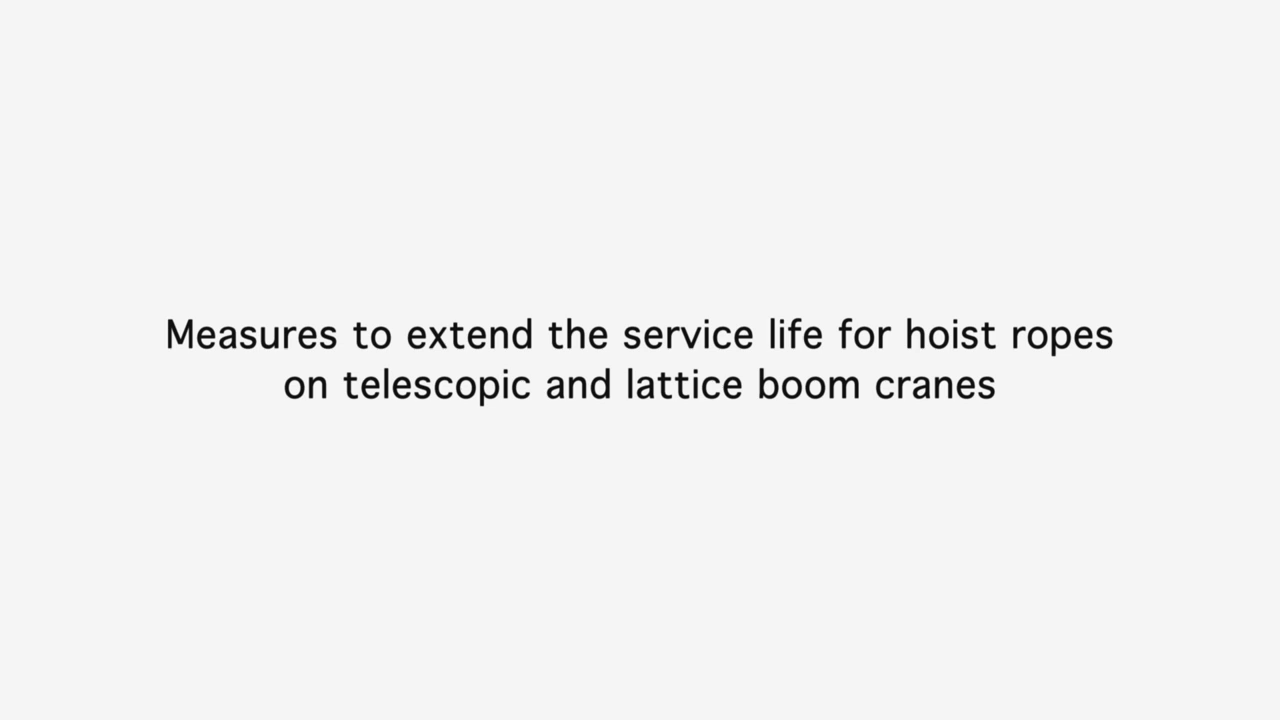 Measures to extend the service life for hoist ropes
on telescopic and lattice boom cranes